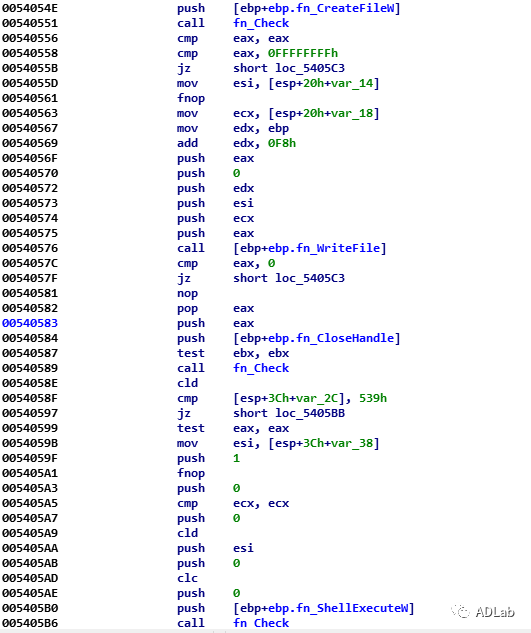 0054054E push [ebp+ebp.fn_CreateFileW]
00540551 call fn_Check
00540556 cmp eax, eax
00540558 cmp eax, 0FFFFFFFFh
0054055B jz short loc_5405C3
0054055D mov esi, [esp+20h+var_14]
00540561 fnop
00540563 mov ecx, [esp+20h+var_18]
00540567 mov edx, ebp
00540569 add edx, 0F8h
0054056F push eax
00540570 push 0
00540572 push edx
00540573 push esi
00540574 push ecx
00540575 push eax
00540576 call [ebp+ebp.fn_WriteFile]
0054057C cmp eax, 0
0054057F jz short loc_5405C3
00540581 nop
00540582 pop eax
00540583 push eax
00540584 push [ebp+ebp.fn_CloseHandle]
00540587 test ebx, ebx
00540589 call fn_Check
0054058E cld
0054058F cmp [esp+3Ch+var_2C], 539h
00540597 jz short loc_5405BB
00540599 test eax, eax
0054059B mov esi, [esp+3Ch+var_38]
0054059F push 1
005405A1 fnop
005405A3 push 0
005405A5 cmp ecx, ecx
005405A7 push 0
005405A9 cld
005405AA push esi
005405AB push 0
005405AD clc
005405AE push 0
005405B0 push [ebp+ebp.fn_ShellExecuteW]
005405B6 call fn_Check
ADLab